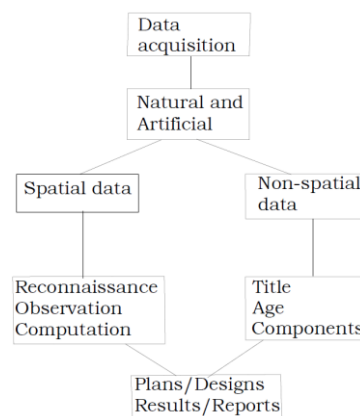 Data
acquisition
Natural and
Artificial
Spatial data
Non-spatial
data
Reconnaissance
Observation
Computation
Title
Age
Components
Plans/Designs
Results/Reports